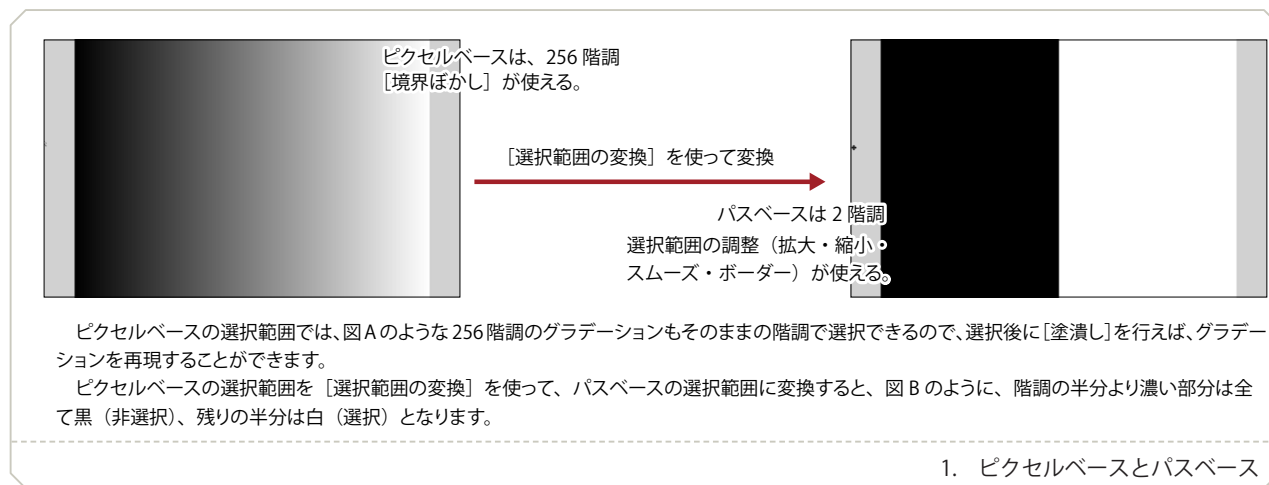 ピクセルベースは、256 階調
［境界ぼかし］が使える。
［選択範囲の変換］を使って変換
パスベースは 2 階調
選択範囲の調整（拡大・縮小・
スムーズ・ボーダー）が使える。
ピクセルベースの選択範囲では、図 A のような 256 階調のグラデーションもそのままの階調で選択できるので、選択後に［塗潰し］を行えば、グラデー
ションを再現することができます。
ピクセルベースの選択範囲を［選択範囲の変換］を使って、パスベースの選択範囲に変換すると、図 B のように、階調の半分より濃い部分は全
て黒（非選択）、残りの半分は白（選択）となります。
1. ピクセルベースとパスベース